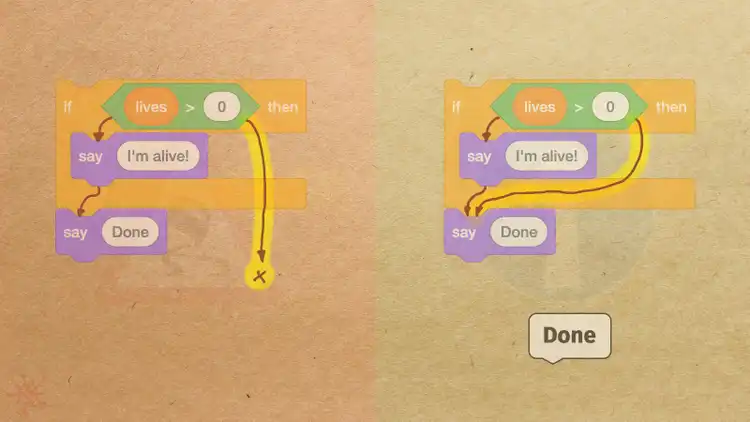 if lives > 0 then
say I'm alive!
say Done
x
if lives > 0 then
say I'm alive!
say Done
Done